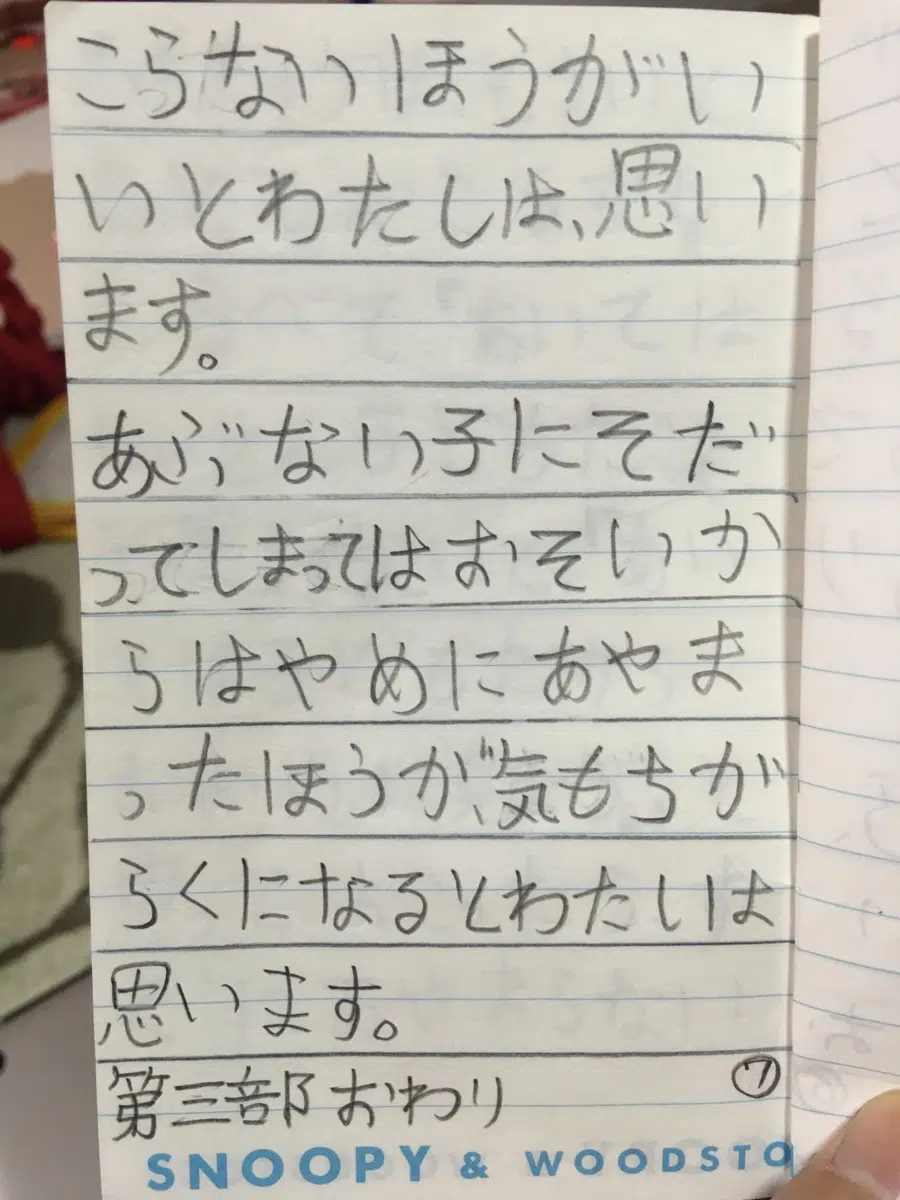 こらないほうがい
いとわたしは、思い
ます。
あぶない子にそだ
ってしまってはおそいか
らはやめにあやま
ったほうが、気もちが
らくになるとわたしは
思います。
第三部おわり ⑦
SNOOPY & WOODSTO